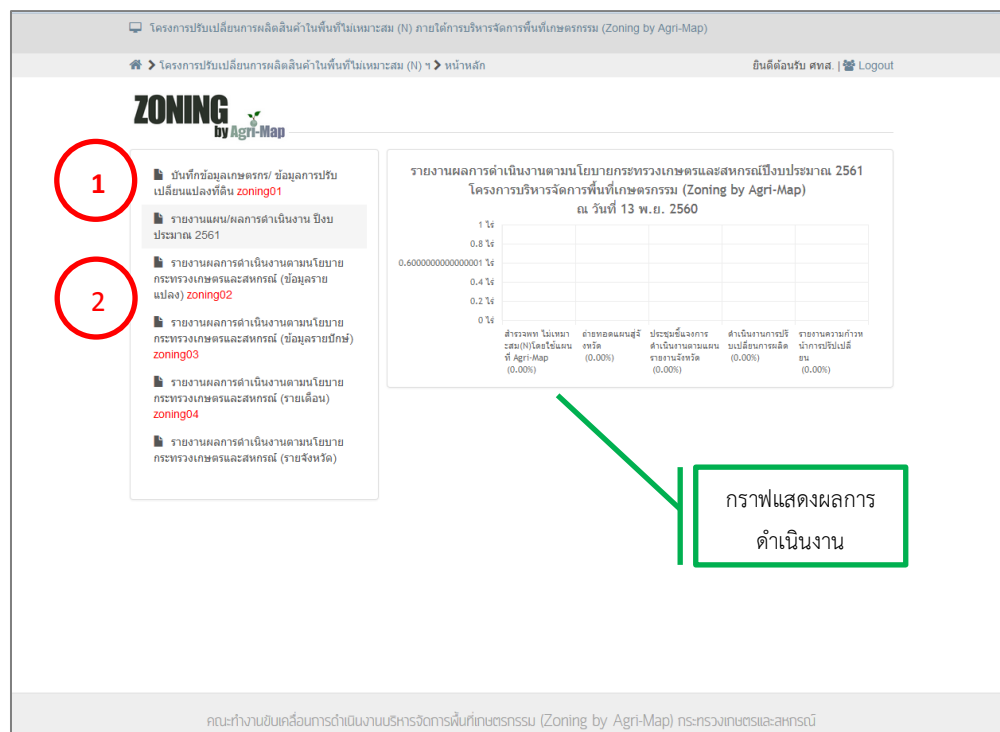 โครงการปรับเปลี่ยนการผลิตสินค้าในพื้นที่ไม่เหมาะสม (N) ภายใต้การบริหารจัดการพื้นที่เกษตรกรรม (Zoning by Agri-Map)
โครงการปรับเปลี่ยนการผลิตสินค้าในพื้นที่ไม่เหมาะสม (N) ฯ หน้าหลัก
ยินดีต้อนรับ ศทส. | Logout
ZONING
by Agri-Map
1
บันทึกข้อมูลเกษตรกร/ ข้อมูลการปรับ
เปลี่ยนแปลงที่ดิน zoning01
รายงานแผน/ผลการดำเนินงาน ปีงบ
ประมาณ 2561
2
รายงานผลการดำเนินงานตามนโยบาย
กระทรวงเกษตรและสหกรณ์ (ข้อมูลราย
แปลง) zoning02
รายงานผลการดำเนินงานตามนโยบาย
กระทรวงเกษตรและสหกรณ์ (ข้อมูลรายปักษ์)
zoning03
รายงานผลการดำเนินงานตามนโยบาย
กระทรวงเกษตรและสหกรณ์ (รายเดือน)
zoning04
รายงานผลการดำเนินงานตามนโยบาย
กระทรวงเกษตรและสหกรณ์ (รายจังหวัด)
รายงานผลการดำเนินงานตามนโยบายกระทรวงเกษตรและสหกรณ์ปีงบประมาณ 2561
โครงการบริหารจัดการพื้นที่เกษตรกรรม (Zoning by Agri-Map)
ณ วันที่ 13 พ.ย. 2560
1 ไร่
0.8 ไร่
0.6000000000000001 ไร่
0.4 ไร่
0.2 ไร่
0 ไร่
สำรวจพท ไม่เหมา
ะสม(N)โดยใช้แผน
ที่ Agri-Map
(0.00%)
ถ่ายทอดแผนสู่จั
งหวัด
(0.00%)
ประชุมชี้แจงการ
ดำเนินงานตามแผน
รายงานจังหวัด
(0.00%)
ดำเนินงานการปรั
บเปลี่ยนการผลิต
(0.00%)
รายงานความก้าวห
น้าการปรับเปลี่
ยน
(0.00%)
กราฟแสดงผลการ
ดำเนินงาน
คณะทำงานขับเคลื่อนการดำเนินงานบริหารจัดการพื้นที่เกษตรกรรม (Zoning by Agri-Map) กระทรวงเกษตรและสหกรณ์